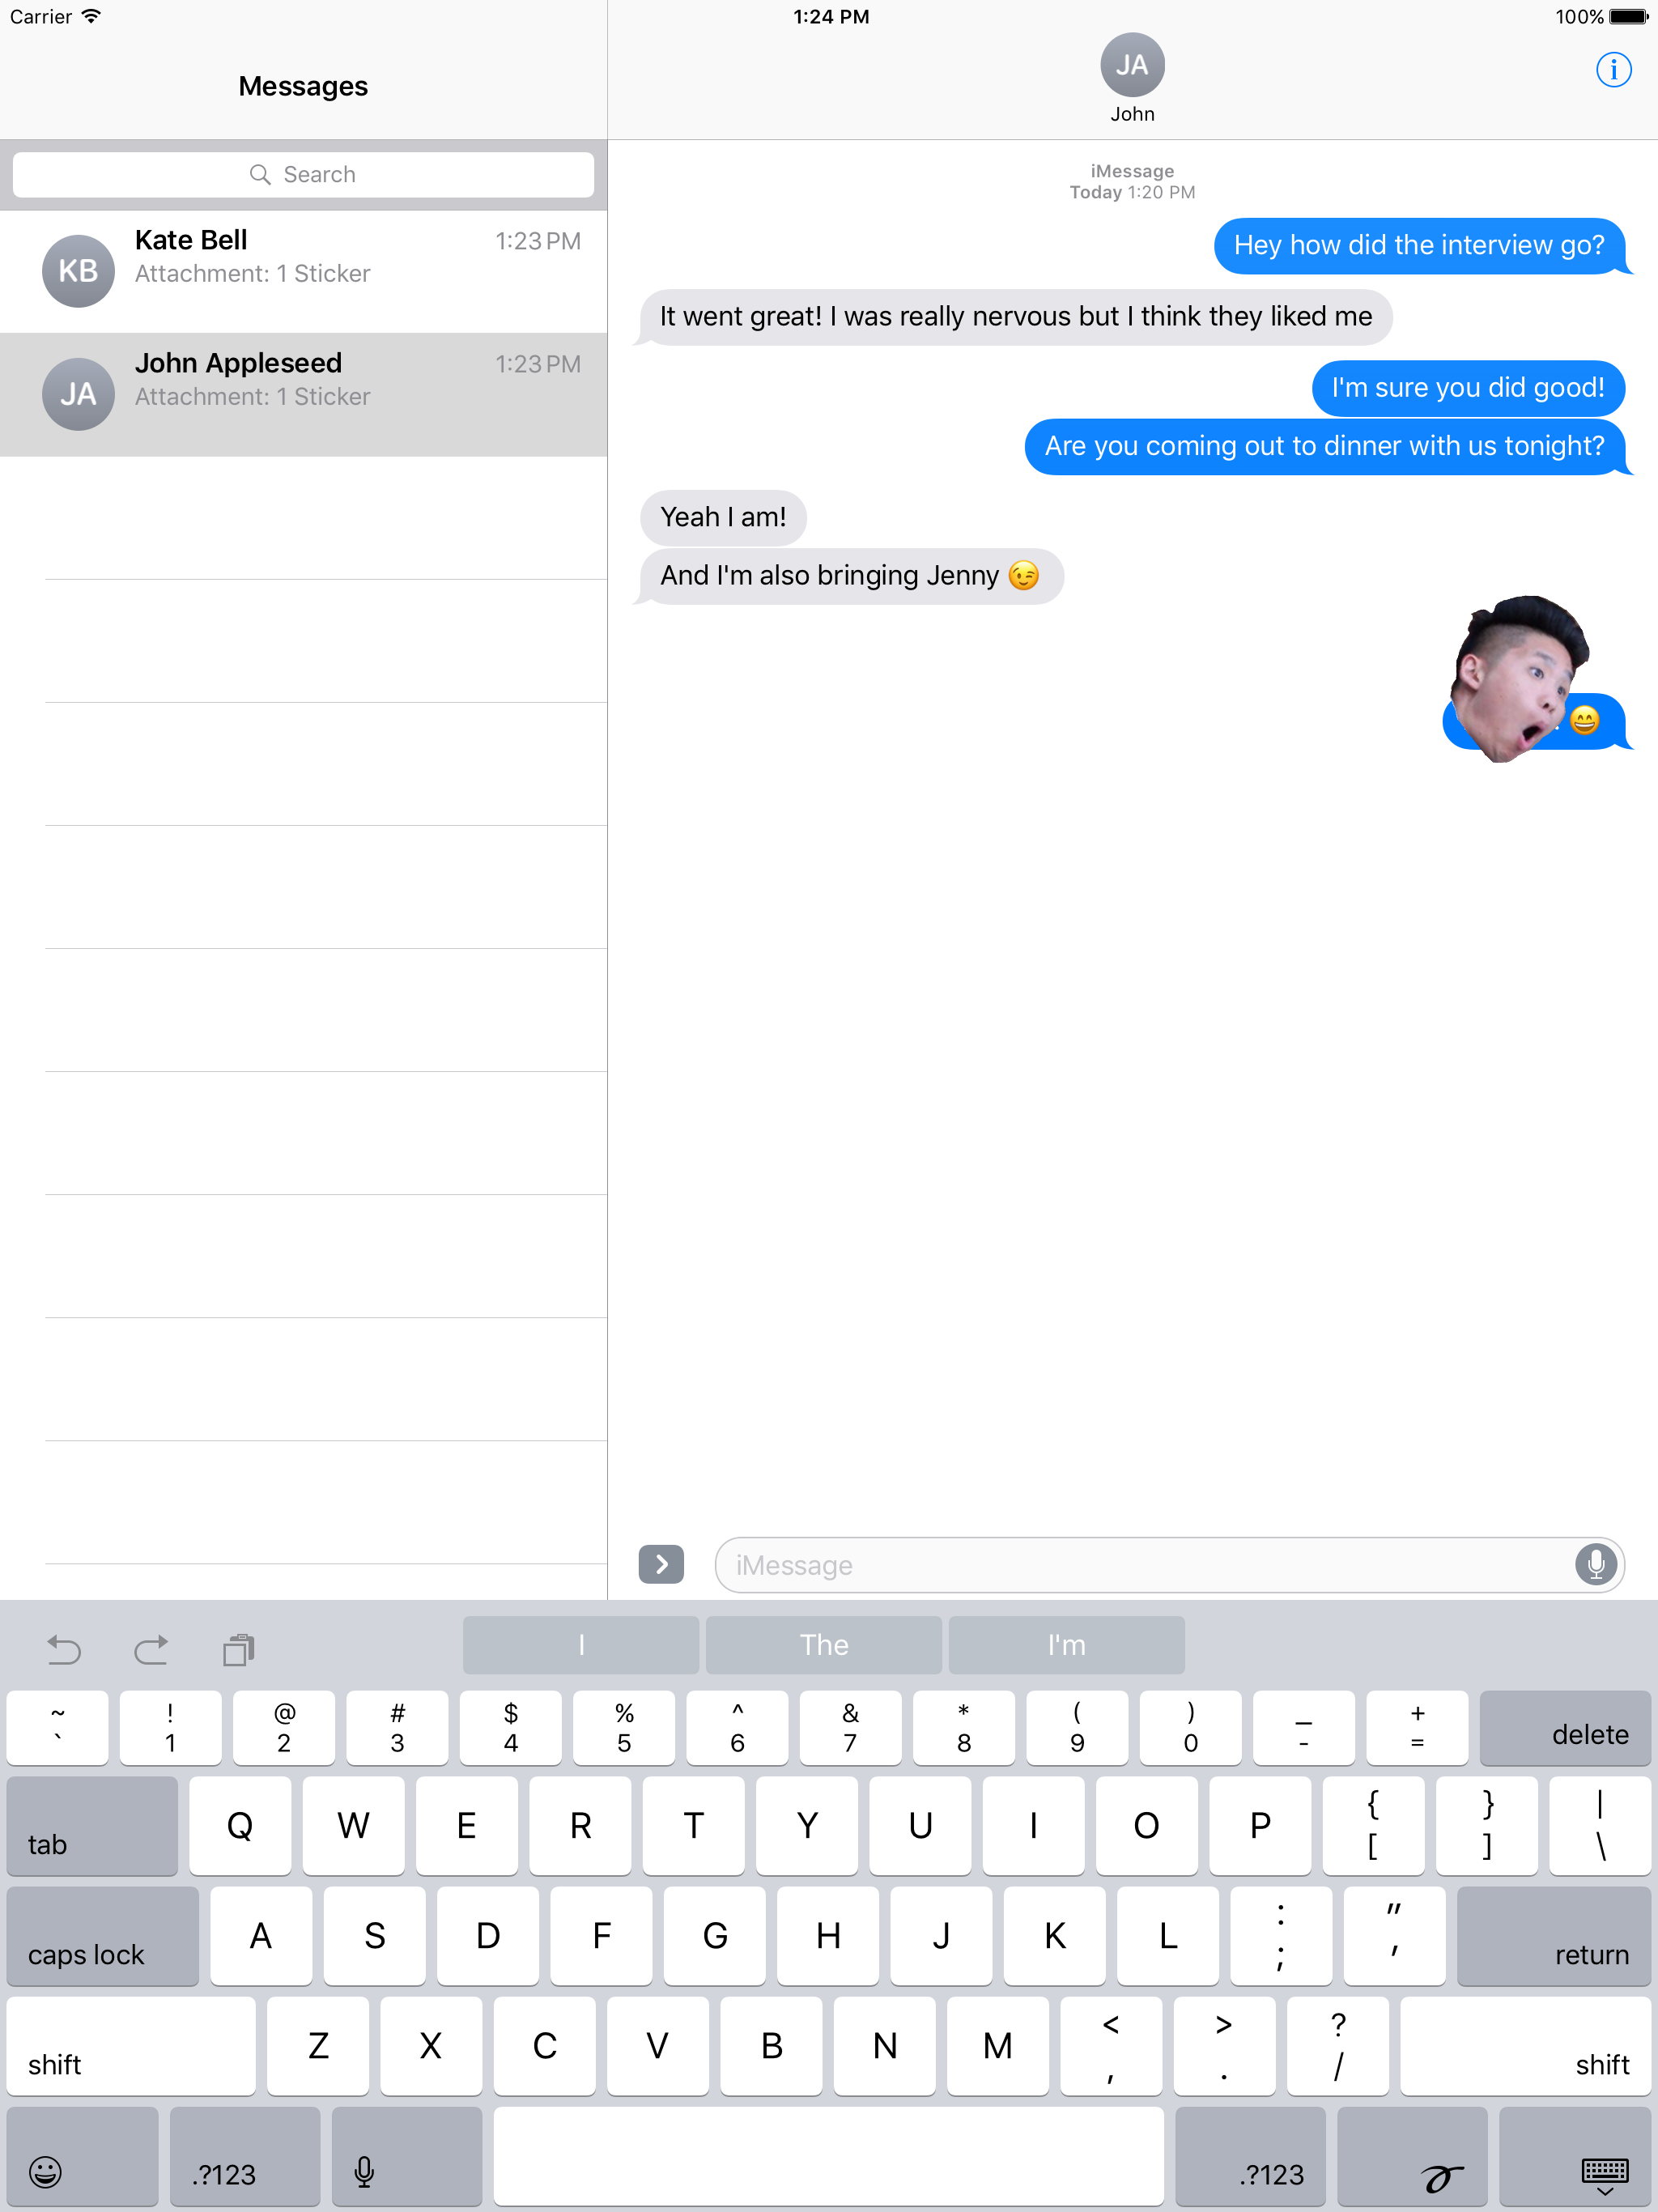 Carrier
1:24 PM
100%
Messages
JA
John
Search
KB
Kate Bell
1:23 PM
Attachment: 1 Sticker
JA
John Appleseed
1:23 PM
Attachment: 1 Sticker
iMessage
Today 1:20 PM
Hey how did the interview go?
It went great! I was really nervous but I think they liked me
I'm sure you did good!
Are you coming out to dinner with us tonight?
Yeah I am!
And I'm also bringing Jenny 😉
😄
iMessage
I
The
I'm
~ ! @ # $ % ^ & * ( ) _ +
` 1 2 3 4 5 6 7 8 9 0 - = delete
tab Q W E R T Y U I O P { [ } ] | \
caps lock A S D F G H J K L : ; " ' return
shift Z X C V B N M < , > . ? / shift
.?123 .?123